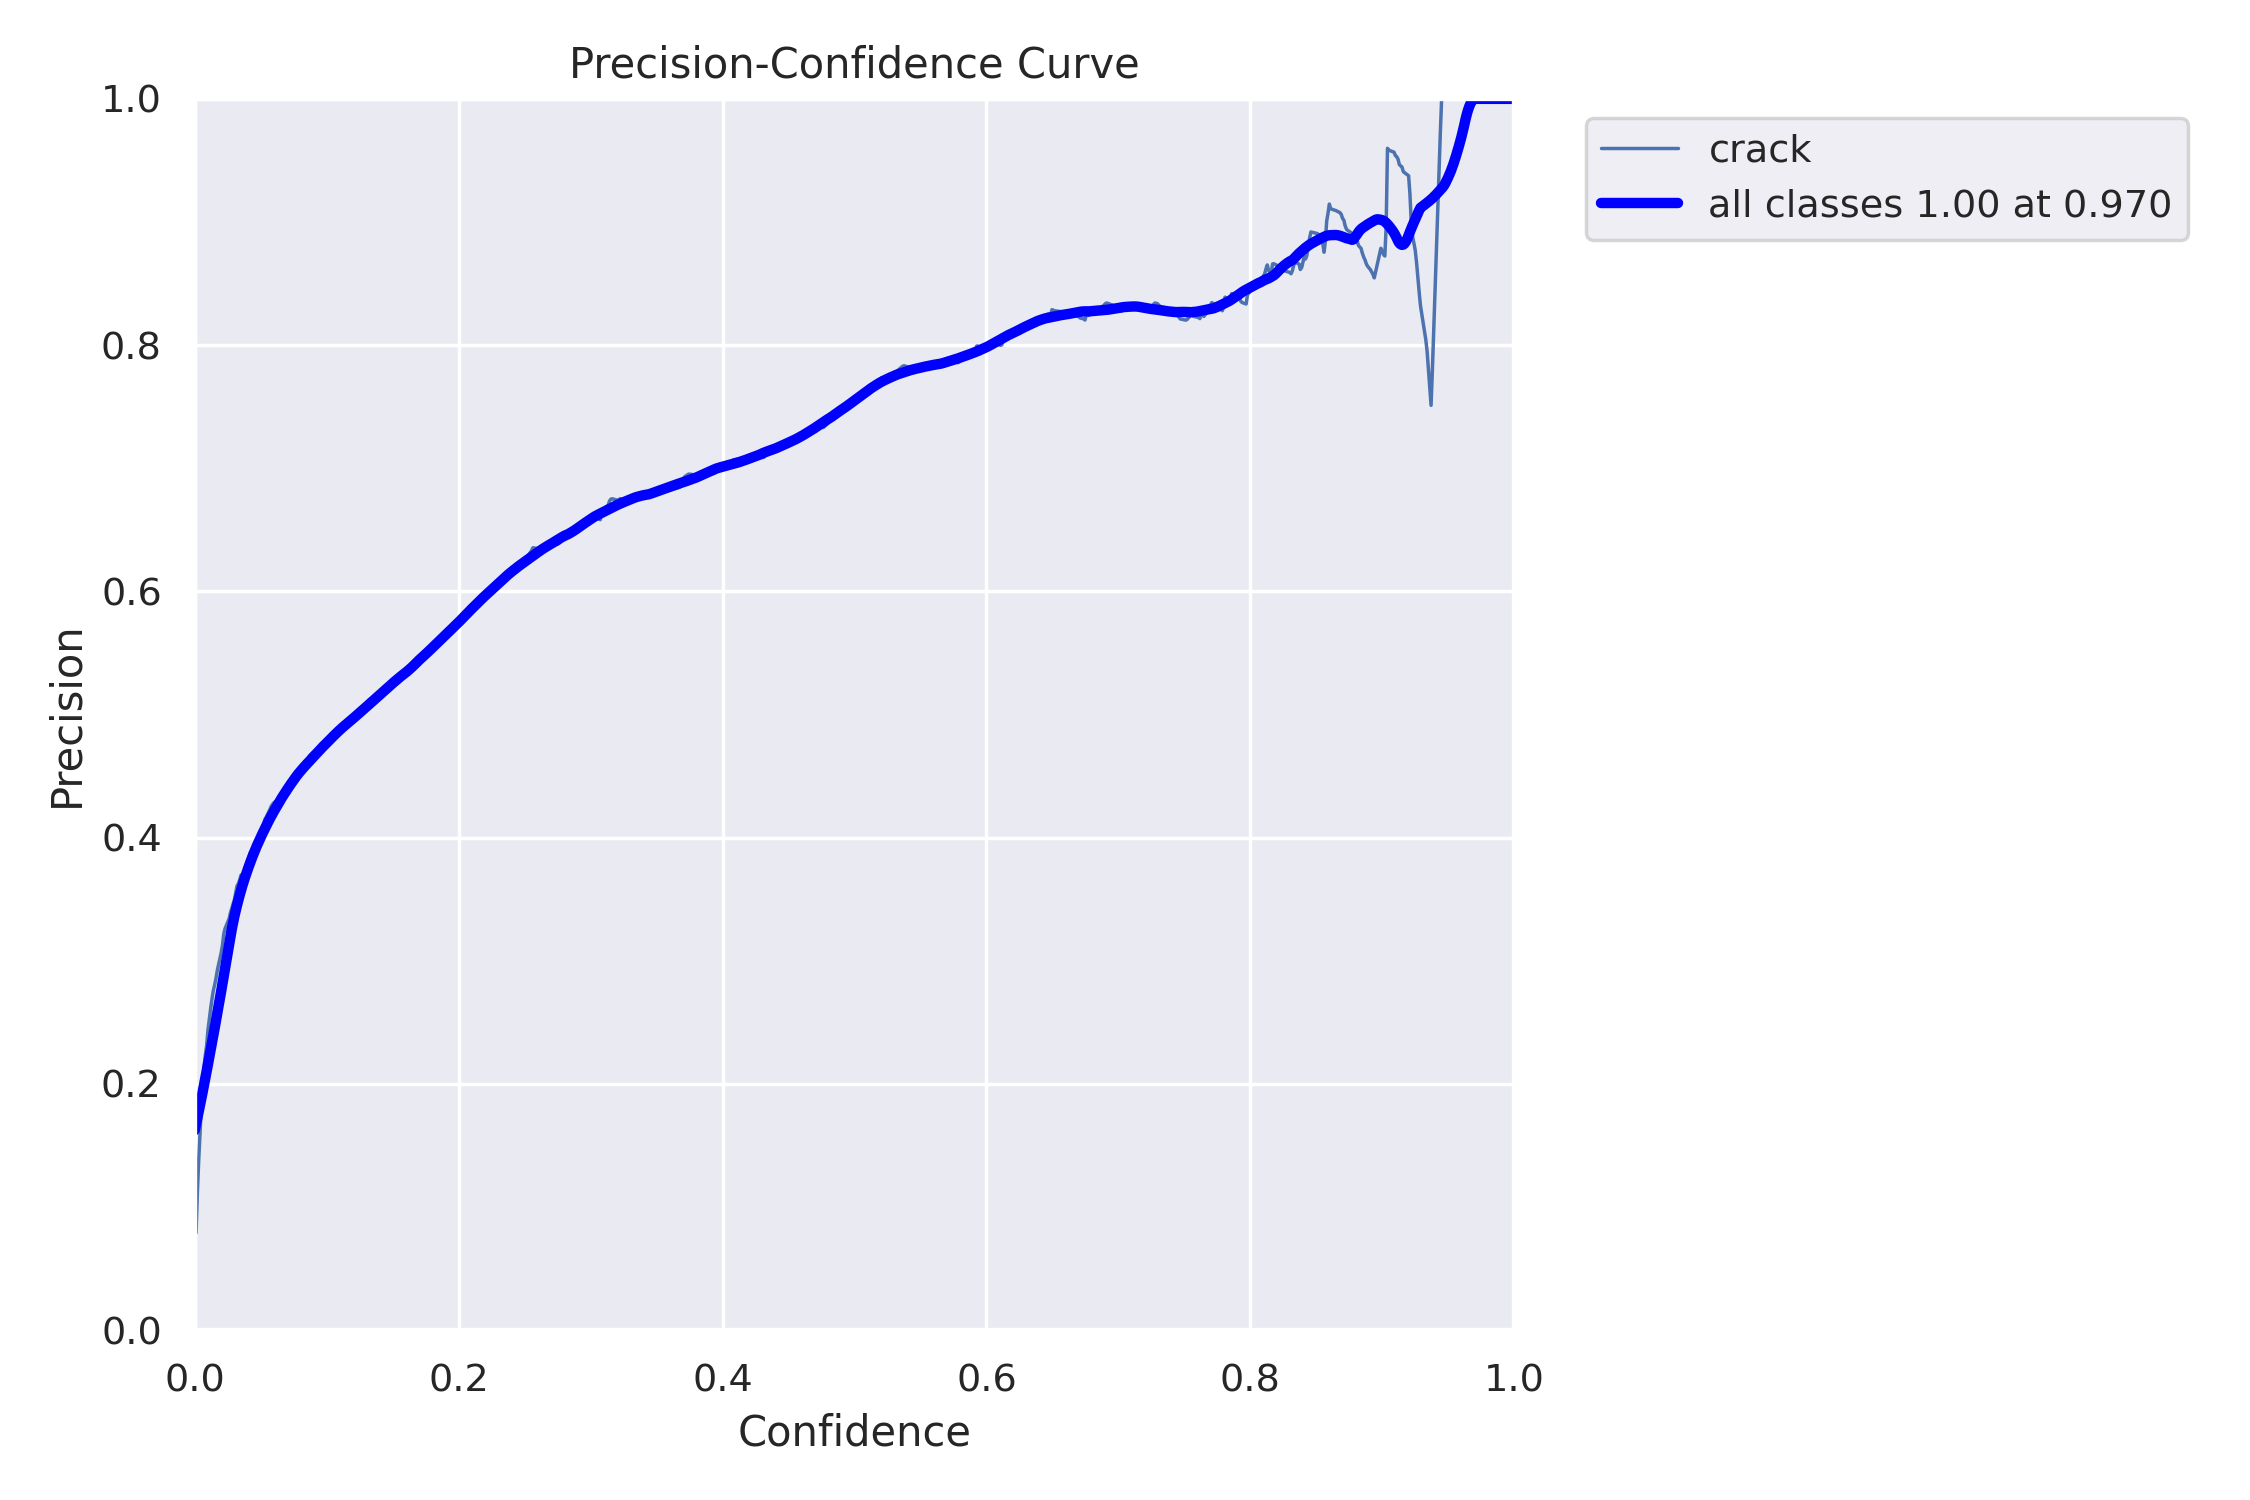 Precision-Confidence Curve
1.0
0.8
0.6
0.4
0.2
0.0
Precision
0.0 0.2 0.4 0.6 0.8 1.0
Confidence
crack
all classes 1.00 at 0.970